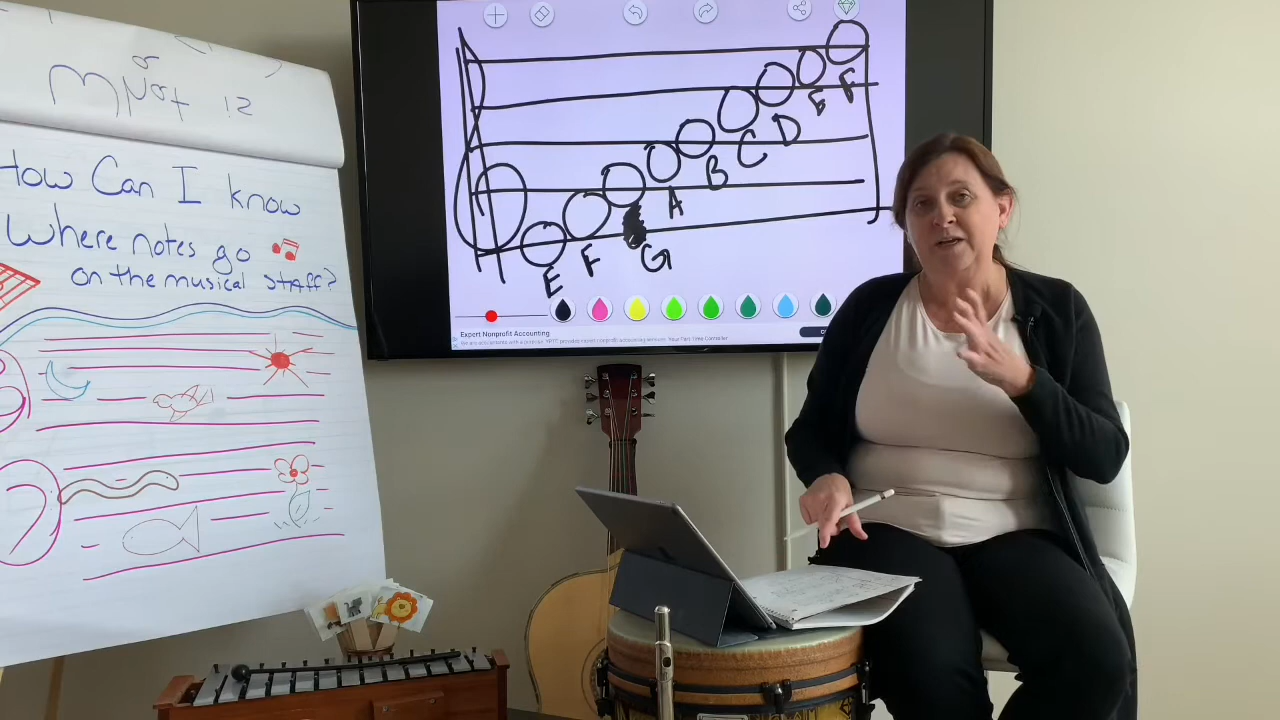 How Can I know
Where notes go
on the musical staff?
E F G A B C D E F
Expert Nonprofit Accounting